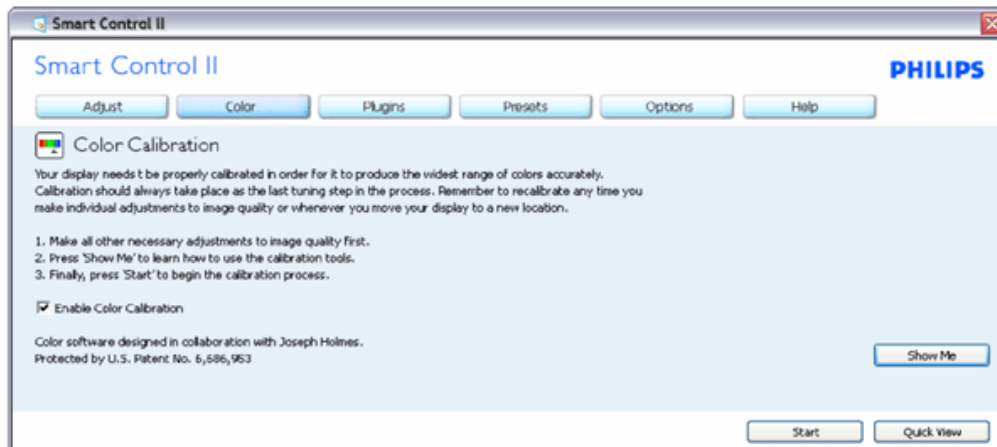 Smart Control II
Smart Control II
PHILIPS
Adjust Color Plugins Presets Options Help
Color Calibration
Your display needs t be properly calibrated in order for it to produce the widest range of colors accurately.
Calibration should always take place as the last tuning step in the process. Remember to recalibrate any time you
make individual adjustments to image quality or whenever you move your display to a new location.
1. Make all other necessary adjustments to image quality first.
2. Press 'Show Me' to learn how to use the calibration tools.
3. Finally, press 'Start' to begin the calibration process.
Enable Color Calibration
Color software designed in collaboration with Joseph Holmes.
Protected by U.S. Patent No. 6,686,953
Show Me
Start Quick View